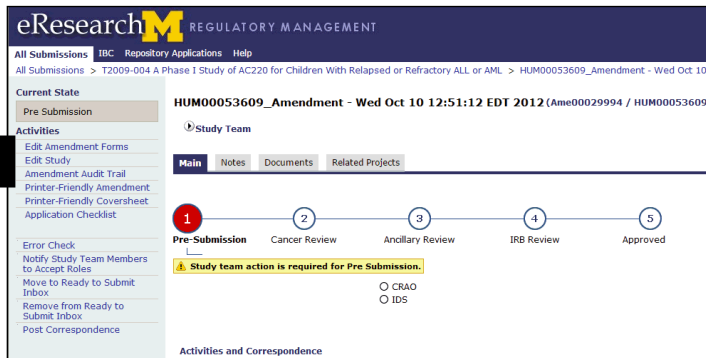 eResearch M REGULATORY MANAGEMENT
All Submissions IBC Repository Applications Help
All Submissions > T2009-004 A Phase I Study of AC220 for Children With Relapsed or Refractory ALL or AML > HUM00053609_Amendment - Wed Oct 10
Current State
Pre Submission
Activities
Edit Amendment Forms
Edit Study
Amendment Audit Trail
Printer-Friendly Amendment
Printer-Friendly Coversheet
Application Checklist
Error Check
Notify Study Team Members
to Accept Roles
Move to Ready to Submit
Inbox
Remove from Ready to
Submit Inbox
Post Correspondence
HUM00053609_Amendment - Wed Oct 10 12:51:12 EDT 2012 (Ame00029994 / HUM00053609
Study Team
Main Notes Documents Related Projects
1 2 3 4 5
Pre-Submission Cancer Review Ancillary Review IRB Review Approved
Study team action is required for Pre Submission.
CRAO
IDS
Activities and Correspondence